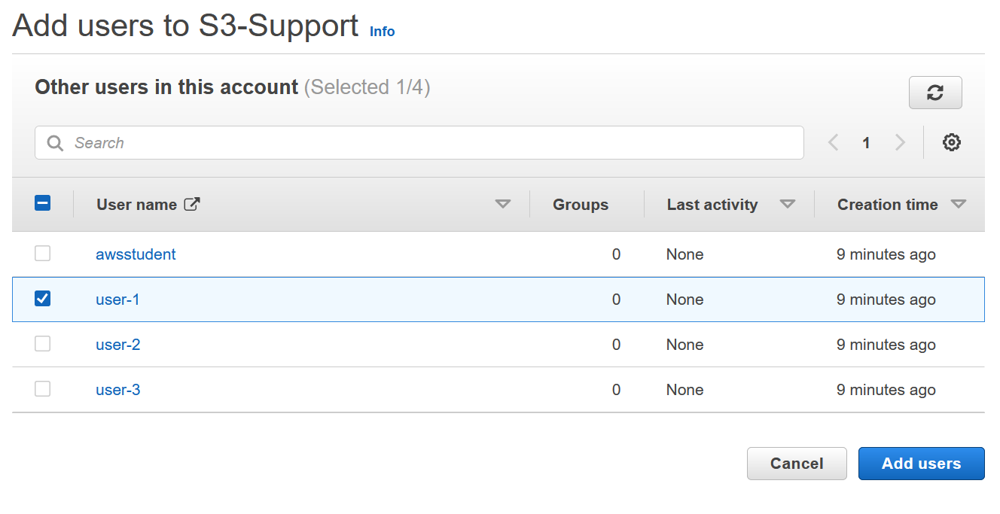 Add users to S3-Support Info
Other users in this account (Selected 1/4)
Search
1
User name Groups Last activity Creation time
awsstudent 0 None 9 minutes ago
user-1 0 None 9 minutes ago
user-2 0 None 9 minutes ago
user-3 0 None 9 minutes ago
Cancel Add users